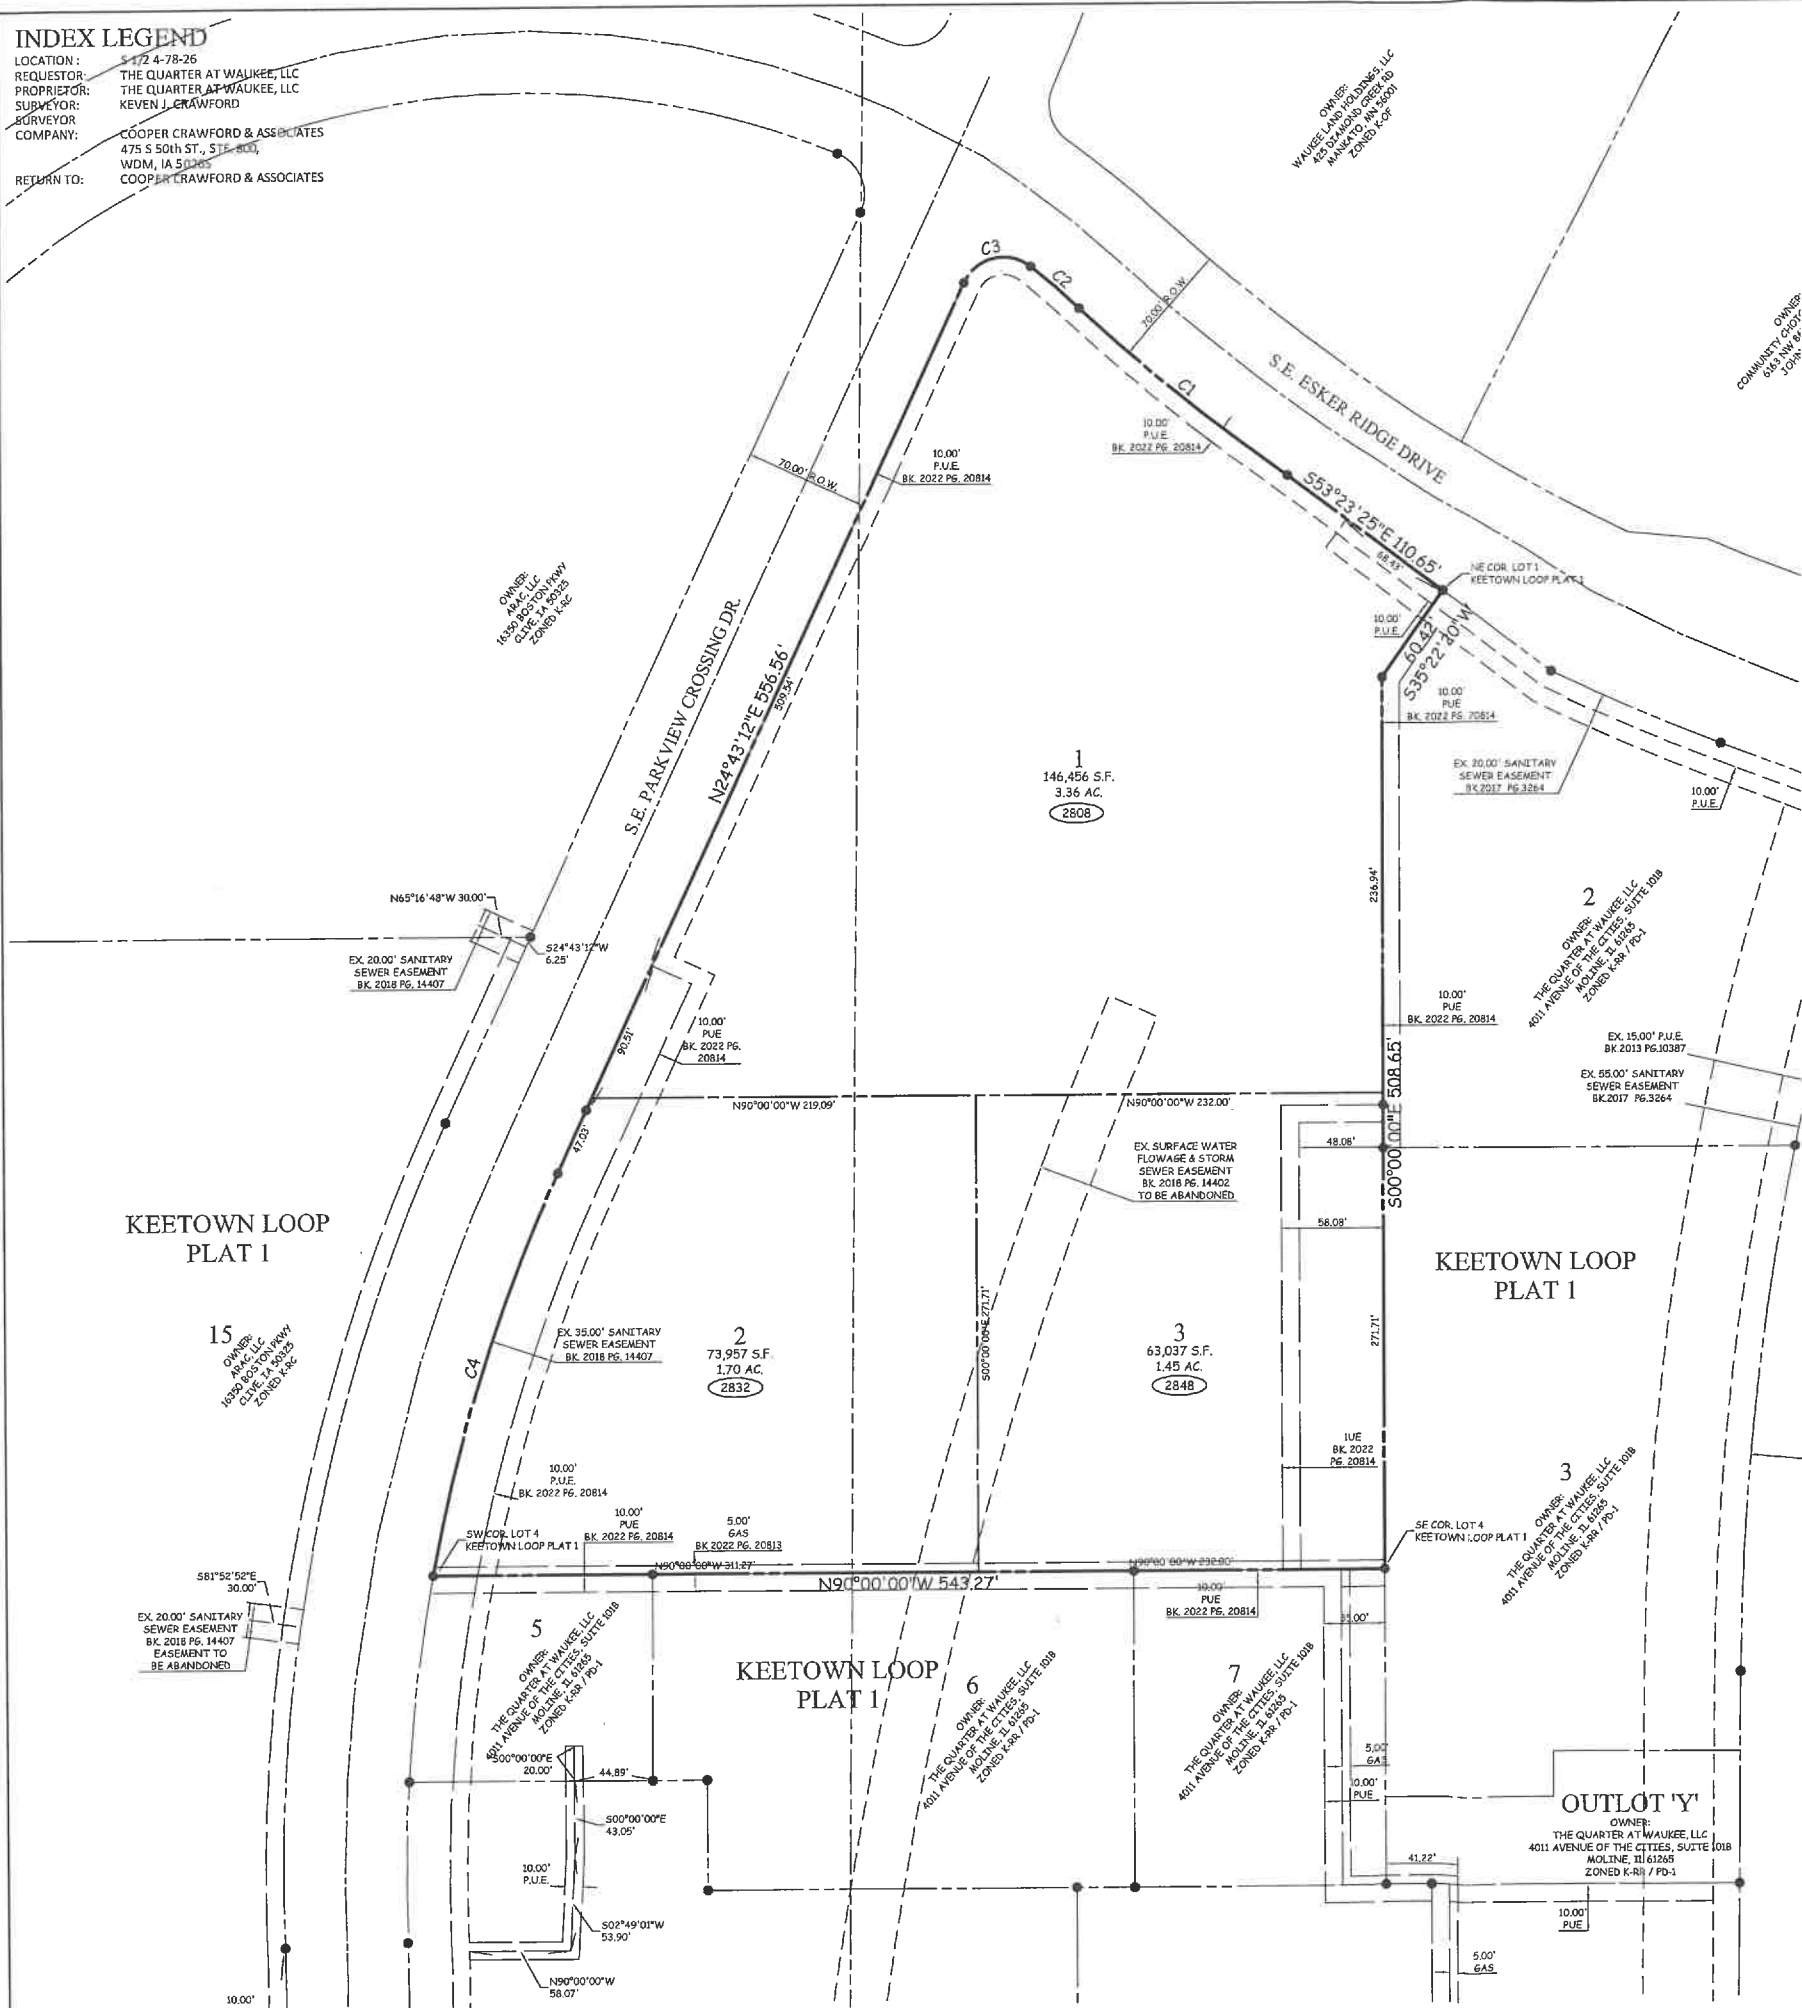 INDEX LEGEND
LOCATION: S 1/2 4-78-26
REQUESTOR: THE QUARTER AT WAUKEE, LLC
PROPRIETOR: THE QUARTER AT WAUKEE, LLC
SURVEYOR: KEVEN J. CRAWFORD
SURVEYOR
COMPANY: COOPER CRAWFORD & ASSOCIATES
475 S 50th ST., STE. 800,
WDM, IA 50265
RETURN TO: COOPER CRAWFORD & ASSOCIATES
OWNER:
WAUKEE LAND HOLDINGS, LLC
425 DIAMOND CREEK RD
MANKATO, MN 56001
ZONED K-OF
OWNER:
COMMUNITY CHOI
6163 NW 86
JOHN
C3
C2
70.00' R.O.W.
C1
S.E. ESKER RIDGE DRIVE
10.00'
P.U.E.
BK. 2022 PG. 20814
10.00'
P.U.E.
BK. 2022 PG. 20814
70.00' R.O.W.
S53°23'25"E 110.65'
68.43'
NE COR. LOT 1
KEETOWN LOOP PLAT 1
10.00'
P.U.E.
60.42'
S35°22'20"W
OWNER:
ARAC, LLC
16350 BOSTON PKWY
CLIVE, IA 50325
ZONED K-RC
S.E. PARKVIEW CROSSING DR.
N24°43'12"E 556.56'
509.54'
10.00'
PUE
BK. 2022 PG. 20814
1
146,456 S.F.
3.36 AC.
2808
EX. 20.00' SANITARY
SEWER EASEMENT
BK.2017 PG.3264
10.00'
P.U.E.
236.94'
N65°16'48"W 30.00'
S24°43'12"W
6.25'
EX. 20.00' SANITARY
SEWER EASEMENT
BK. 2018 PG. 14407
2
OWNER:
THE QUARTER AT WAUKEE, LLC
4011 AVENUE OF THE CITIES, SUITE 101B
MOLINE, IL 61265
ZONED K-RR / PD-1
10.00'
PUE
BK. 2022 PG. 20814
90.51'
10.00'
PUE
BK. 2022 PG.
20814
EX. 15.00' P.U.E.
BK.2013 PG.10387
EX. 55.00' SANITARY
SEWER EASEMENT
BK.2017 PG.3264
S00°00'00"E 508.65'
N90°00'00"W 219.09'
N90°00'00"W 232.00'
47.03'
48.08'
EX. SURFACE WATER
FLOWAGE & STORM
SEWER EASEMENT
BK. 2018 PG. 14402
TO BE ABANDONED
58.08'
KEETOWN LOOP
PLAT 1
KEETOWN LOOP
PLAT 1
15
OWNER:
ARAC, LLC
16350 BOSTON PKWY
CLIVE, IA 50325
ZONED K-RC
C4
EX. 35.00' SANITARY
SEWER EASEMENT
BK. 2018 PG. 14407
2
73,957 S.F.
1.70 AC.
2832
S00°00'00"E 271.71'
3
63,037 S.F.
1.45 AC.
2848
271.71'
IUE
BK. 2022
PG. 20814
10.00'
P.U.E.
BK. 2022 PG. 20814
3
OWNER:
THE QUARTER AT WAUKEE, LLC
4011 AVENUE OF THE CITIES, SUITE 101B
MOLINE, IL 61265
ZONED K-RR / PD-1
SW COR. LOT 4
KEETOWN LOOP PLAT 1
10.00'
PUE
BK. 2022 PG. 20814
5.00'
GAS
BK 2022 PG. 20813
SE COR. LOT 4
KEETOWN LOOP PLAT 1
N90°00'00"W 311.27'
N90°00'00"W 232.00'
N90°00'00"W 543.27'
S81°52'52"E
30.00'
EX. 20.00' SANITARY
SEWER EASEMENT
BK. 2018 PG. 14407
EASEMENT TO
BE ABANDONED
10.00'
PUE
BK. 2022 PG. 20814
5
OWNER:
THE QUARTER AT WAUKEE, LLC
4011 AVENUE OF THE CITIES, SUITE 101B
MOLINE, IL 61265
ZONED K-RR / PD-1
KEETOWN LOOP
PLAT 1
6
OWNER:
THE QUARTER AT WAUKEE, LLC
4011 AVENUE OF THE CITIES, SUITE 101B
MOLINE, IL 61265
ZONED K-RR / PD-1
7
OWNER:
THE QUARTER AT WAUKEE, LLC
4011 AVENUE OF THE CITIES, SUITE 101B
MOLINE, IL 61265
ZONED K-RR / PD-1
S00°00'00"E
20.00'
44.89'
S00°00'00"E
43.05'
10.00'
P.U.E.
S02°49'01"W
53.90'
N90°00'00"W
58.07'
10.00'
5.00'
GAS
10.00'
PUE
OUTLOT 'Y'
OWNER:
THE QUARTER AT WAUKEE, LLC
4011 AVENUE OF THE CITIES, SUITE 101B
MOLINE, IL 61265
ZONED K-RR / PD-1
41.22'
10.00'
PUE
5.00'
GAS